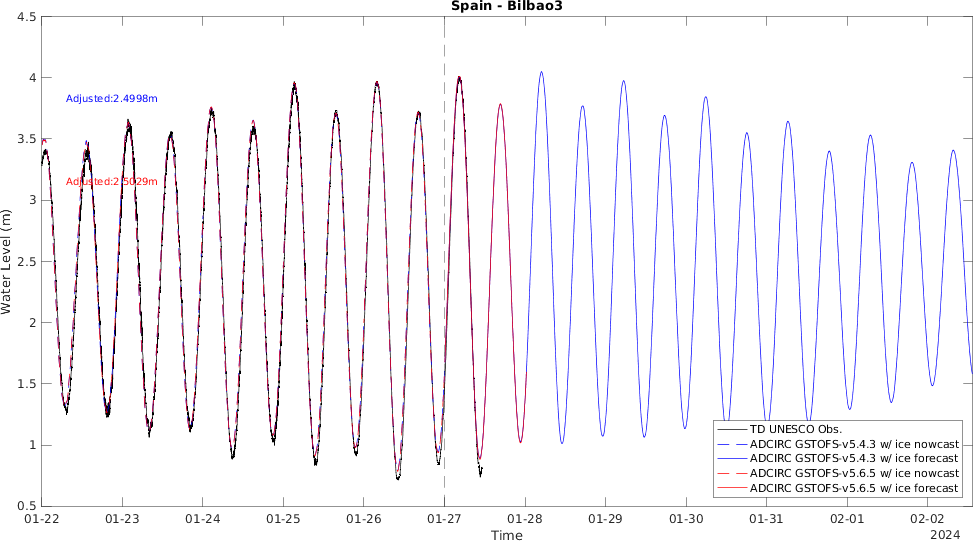 Spain - Bilbao3
4.5
4
3.5
3
2.5
2
1.5
1
0.5
Water Level (m)
Adjusted:2.4998m
Adjusted:2.5029m
TD UNESCO Obs.
ADCIRC GSTOFS-v5.4.3 w/ ice nowcast
ADCIRC GSTOFS-v5.4.3 w/ ice forecast
ADCIRC GSTOFS-v5.6.5 w/ ice nowcast
ADCIRC GSTOFS-v5.6.5 w/ ice forecast
01-22 01-23 01-24 01-25 01-26 01-27 01-28 01-29 01-30 01-31 02-01 02-02
Time
2024